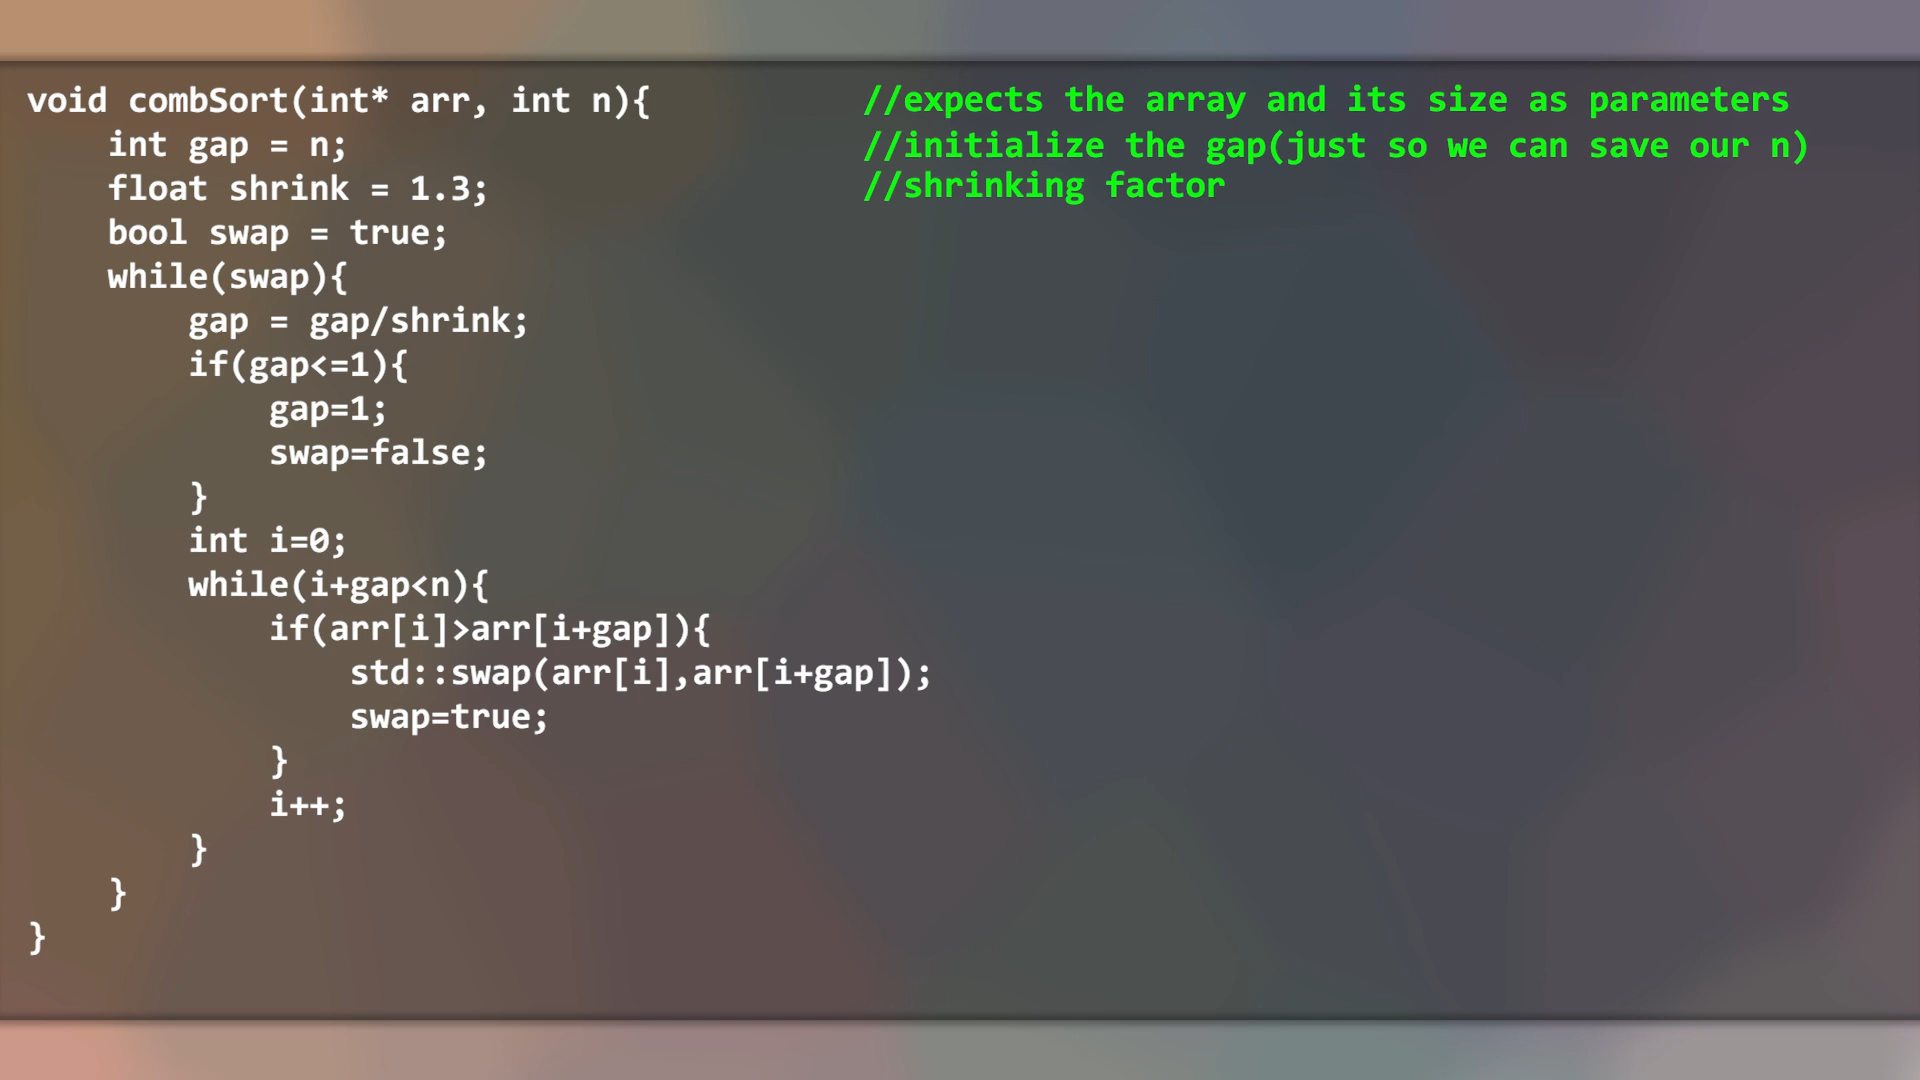 void combSort(int* arr, int n){ //expects the array and its size as parameters
    int gap = n; //initialize the gap(just so we can save our n)
    float shrink = 1.3; //shrinking factor
    bool swap = true;
    while(swap){
        gap = gap/shrink;
        if(gap<=1){
            gap=1;
            swap=false;
        }
        int i=0;
        while(i+gap<n){
            if(arr[i]>arr[i+gap]){
                std::swap(arr[i],arr[i+gap]);
                swap=true;
            }
            i++;
        }
    }
}